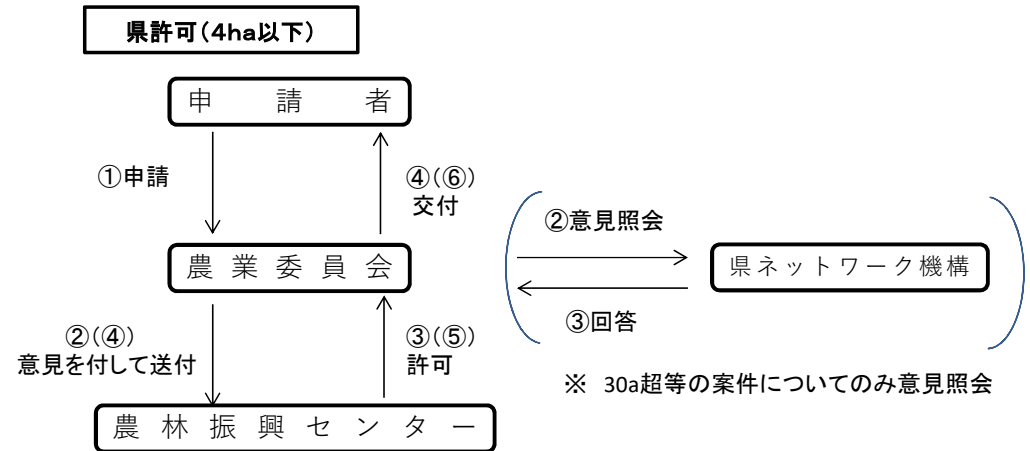 県許可(4ha以下)
申請者
①申請
④(⑥)
交付
②意見照会
農業委員会
県ネットワーク機構
③回答
②(④)
意見を付して送付
③(⑤)
許可
※ 30a超等の案件についてのみ意見照会
農林振興センター